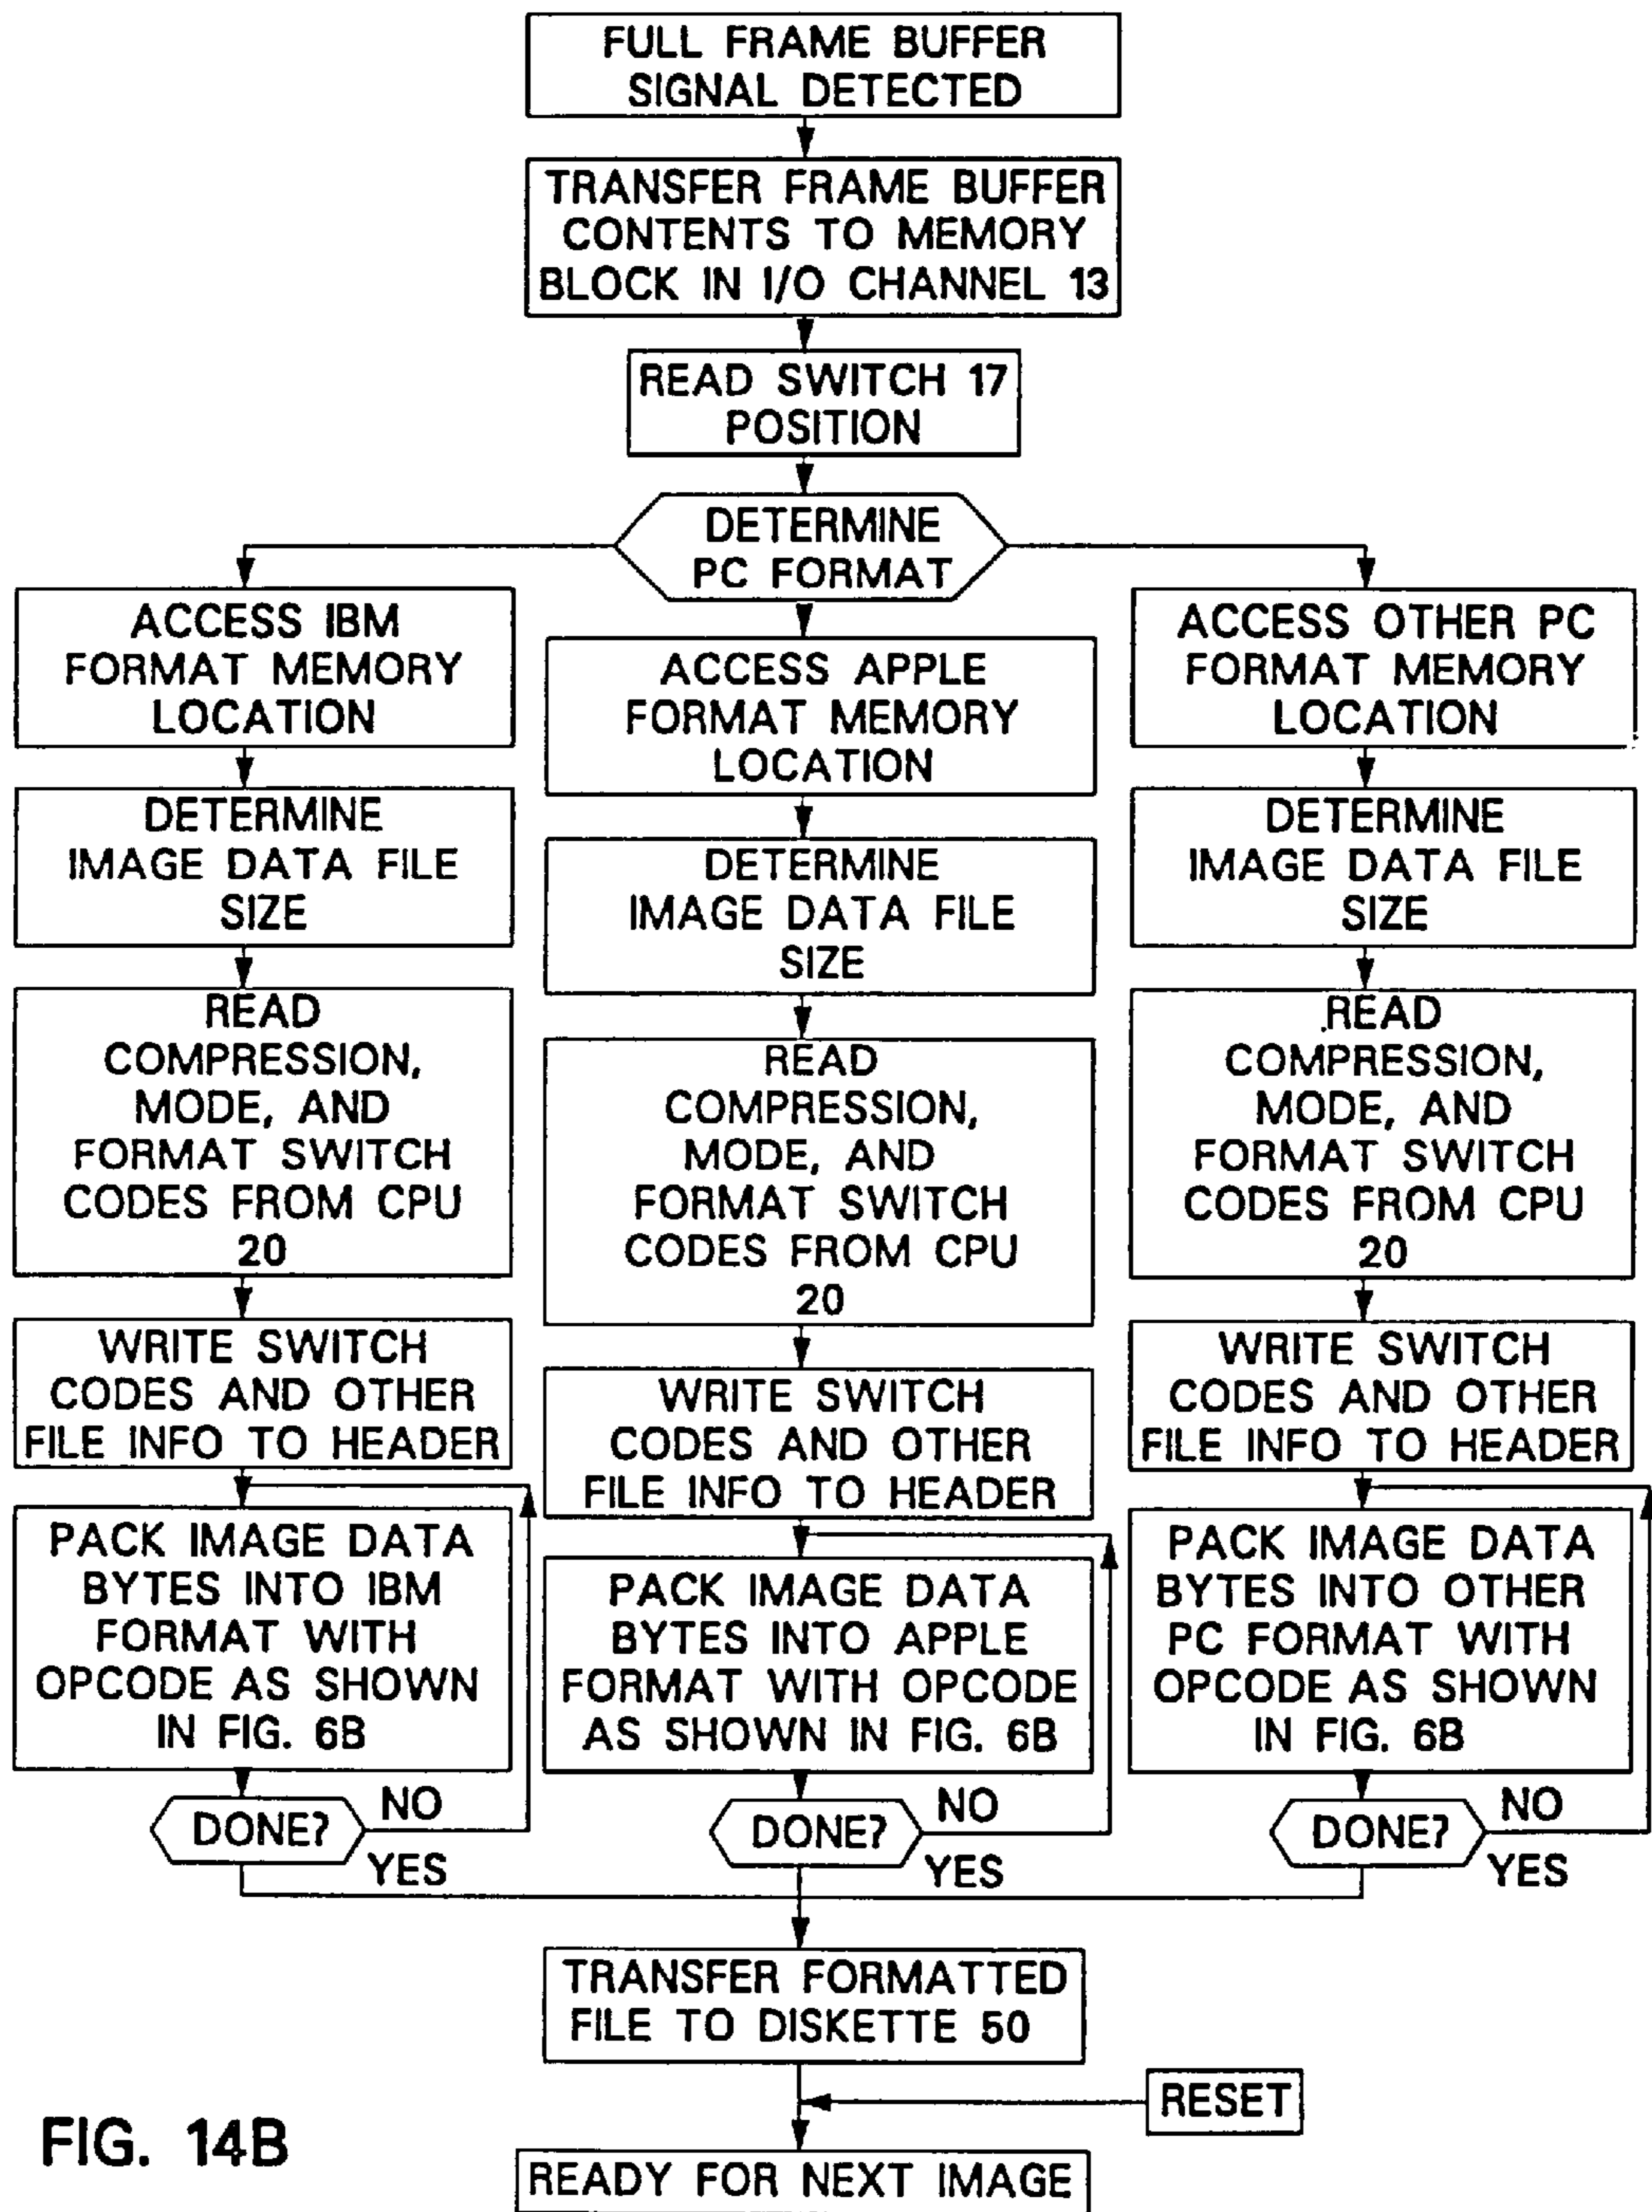 FULL FRAME BUFFER
SIGNAL DETECTED
TRANSFER FRAME BUFFER
CONTENTS TO MEMORY
BLOCK IN I/O CHANNEL 13
READ SWITCH 17
POSITION
DETERMINE
PC FORMAT
ACCESS IBM
FORMAT MEMORY
LOCATION
DETERMINE
IMAGE DATA FILE
SIZE
READ
COMPRESSION,
MODE, AND
FORMAT SWITCH
CODES FROM CPU
20
WRITE SWITCH
CODES AND OTHER
FILE INFO TO HEADER
PACK IMAGE DATA
BYTES INTO IBM
FORMAT WITH
OPCODE AS SHOWN
IN FIG. 6B
DONE?
NO
YES
ACCESS APPLE
FORMAT MEMORY
LOCATION
DETERMINE
IMAGE DATA FILE
SIZE
READ
COMPRESSION,
MODE, AND
FORMAT SWITCH
CODES FROM CPU
20
WRITE SWITCH
CODES AND OTHER
FILE INFO TO HEADER
PACK IMAGE DATA
BYTES INTO APPLE
FORMAT WITH OPCODE
AS SHOWN IN FIG. 6B
DONE?
NO
YES
ACCESS OTHER PC
FORMAT MEMORY
LOCATION
DETERMINE
IMAGE DATA FILE
SIZE
READ
COMPRESSION,
MODE, AND
FORMAT SWITCH
CODES FROM CPU
20
WRITE SWITCH
CODES AND OTHER
FILE INFO TO HEADER
PACK IMAGE DATA
BYTES INTO OTHER
PC FORMAT WITH
OPCODE AS SHOWN
IN FIG. 6B
DONE?
NO
YES
TRANSFER FORMATTED
FILE TO DISKETTE 50
RESET
READY FOR NEXT IMAGE
FIG. 14B